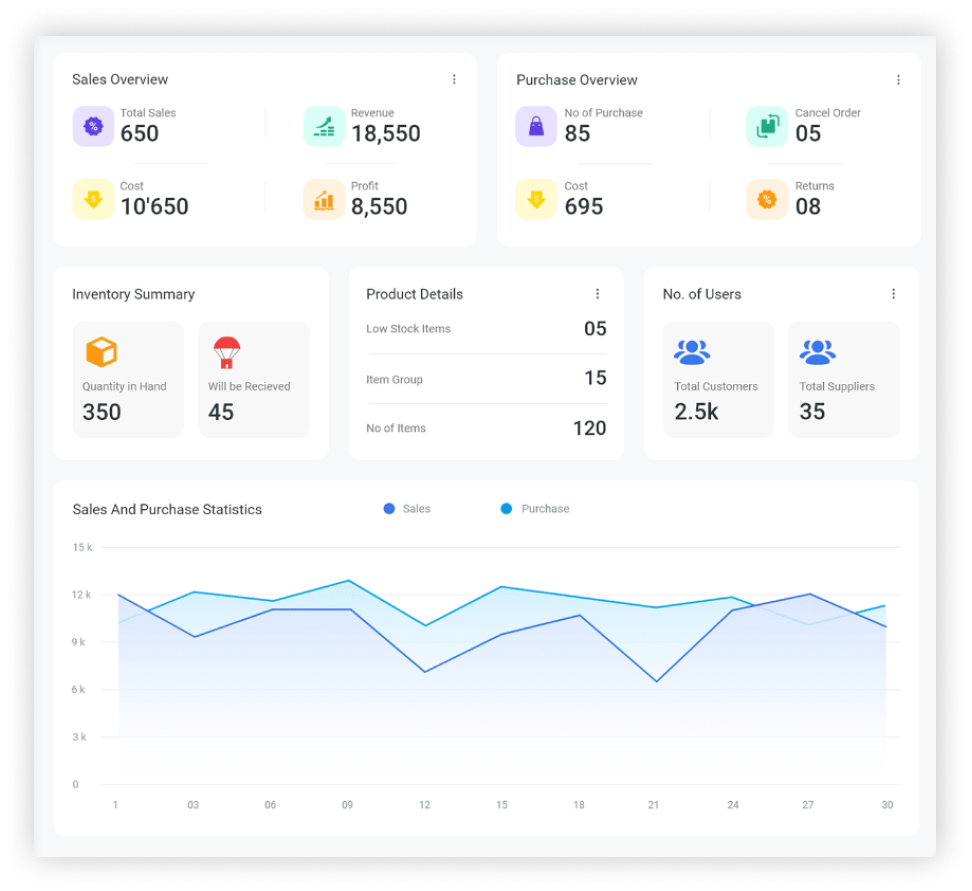 Sales Overview
Total Sales
650
Revenue
18,550
Cost
10'650
Profit
8,550
Purchase Overview
No of Purchase
85
Cancel Order
05
Cost
695
Returns
08
Inventory Summary
Quantity in Hand
350
Will be Recieved
45
Product Details
Low Stock Items 05
Item Group 15
No of Items 120
No. of Users
Total Customers
2.5k
Total Suppliers
35
Sales And Purchase Statistics
Sales
Purchase
15 k
12 k
9 k
6 k
3 k
0
1 03 06 09 12 15 18 21 24 27 30